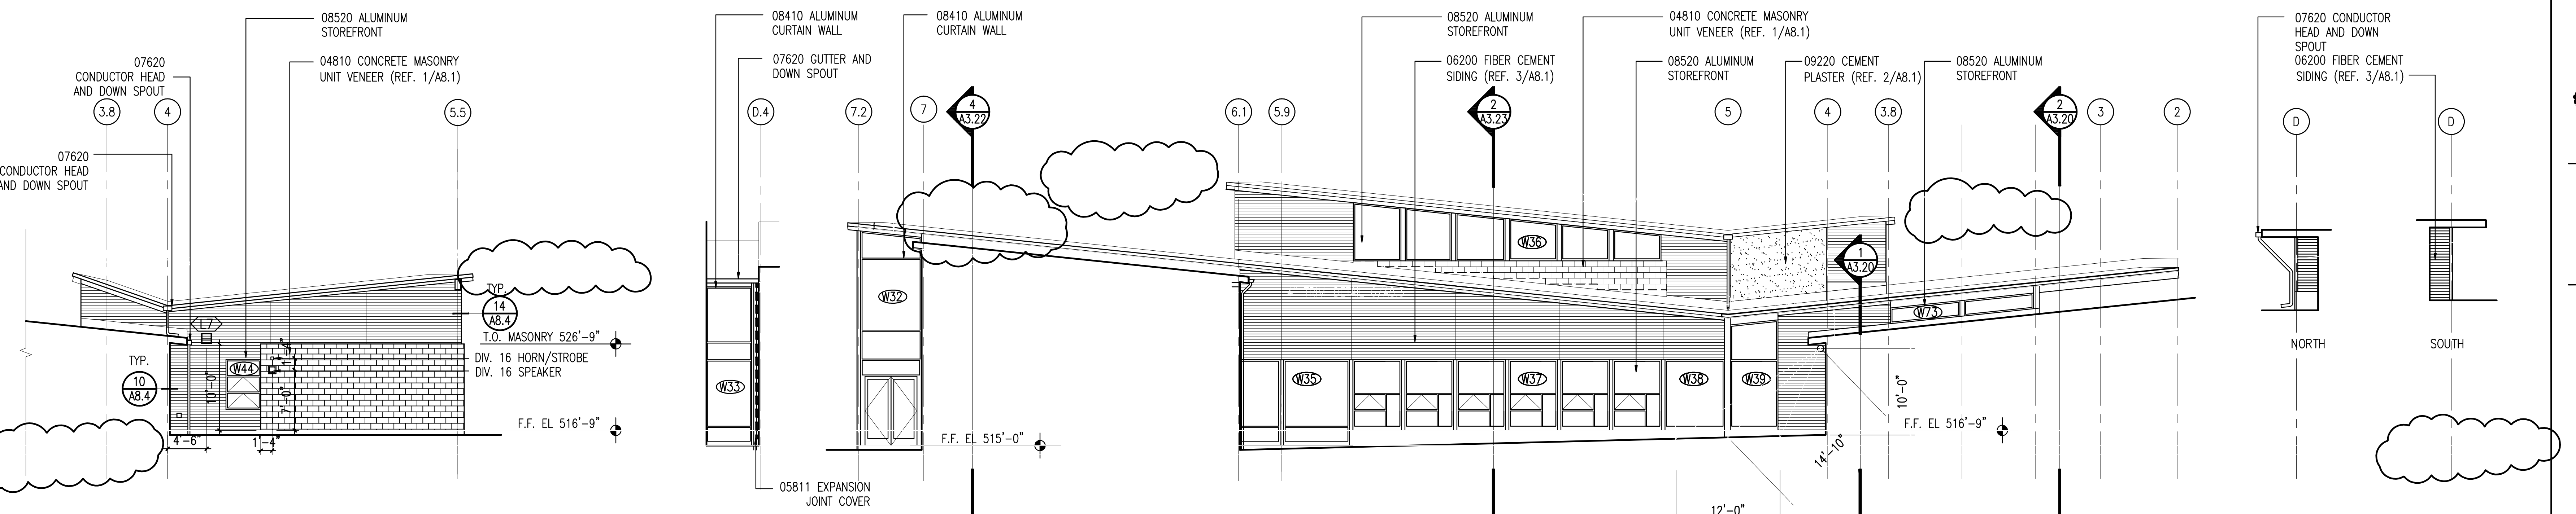 08520 ALUMINUM
STOREFRONT
07620
CONDUCTOR HEAD
AND DOWN SPOUT
04810 CONCRETE MASONRY
UNIT VENEER (REF. 1/A8.1)
3.8
4
5.5
07620
CONDUCTOR HEAD
AND DOWN SPOUT
TYP.
14
A8.4
L7
T.O. MASONRY 526'-9"
DIV. 16 HORN/STROBE
DIV. 16 SPEAKER
TYP.
10
A8.4
W44
10'-0"
1'-4"
7'-0"
F.F. EL 516'-9"
4'-6"
1'-4"
08410 ALUMINUM
CURTAIN WALL
07620 GUTTER AND
DOWN SPOUT
08410 ALUMINUM
CURTAIN WALL
D.4
7.2
7
4
A3.22
W33
W32
F.F. EL 515'-0"
05811 EXPANSION
JOINT COVER
08520 ALUMINUM
STOREFRONT
06200 FIBER CEMENT
SIDING (REF. 3/A8.1)
04810 CONCRETE MASONRY
UNIT VENEER (REF. 1/A8.1)
08520 ALUMINUM
STOREFRONT
09220 CEMENT
PLASTER (REF. 2/A8.1)
08520 ALUMINUM
STOREFRONT
6.1
5.9
2
A3.23
5
4
3.8
2
A3.20
3
2
W36
1
A3.20
W73
W35
W37
W38
W39
10'-0"
F.F. EL 516'-9"
14'-10"
12'-0"
07620 CONDUCTOR
HEAD AND DOWN
SPOUT
06200 FIBER CEMENT
SIDING (REF. 3/A8.1)
D
D
NORTH
SOUTH